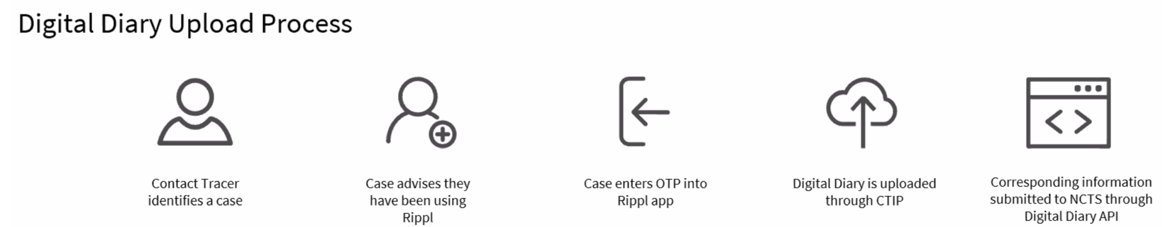 Digital Diary Upload Process
Contact Tracer
identifies a case
Case advises they
have been using
Rippl
Case enters OTP into
Rippl app
Digital Diary is uploaded
through CTIP
Corresponding information
submitted to NCTS through
Digital Diary API